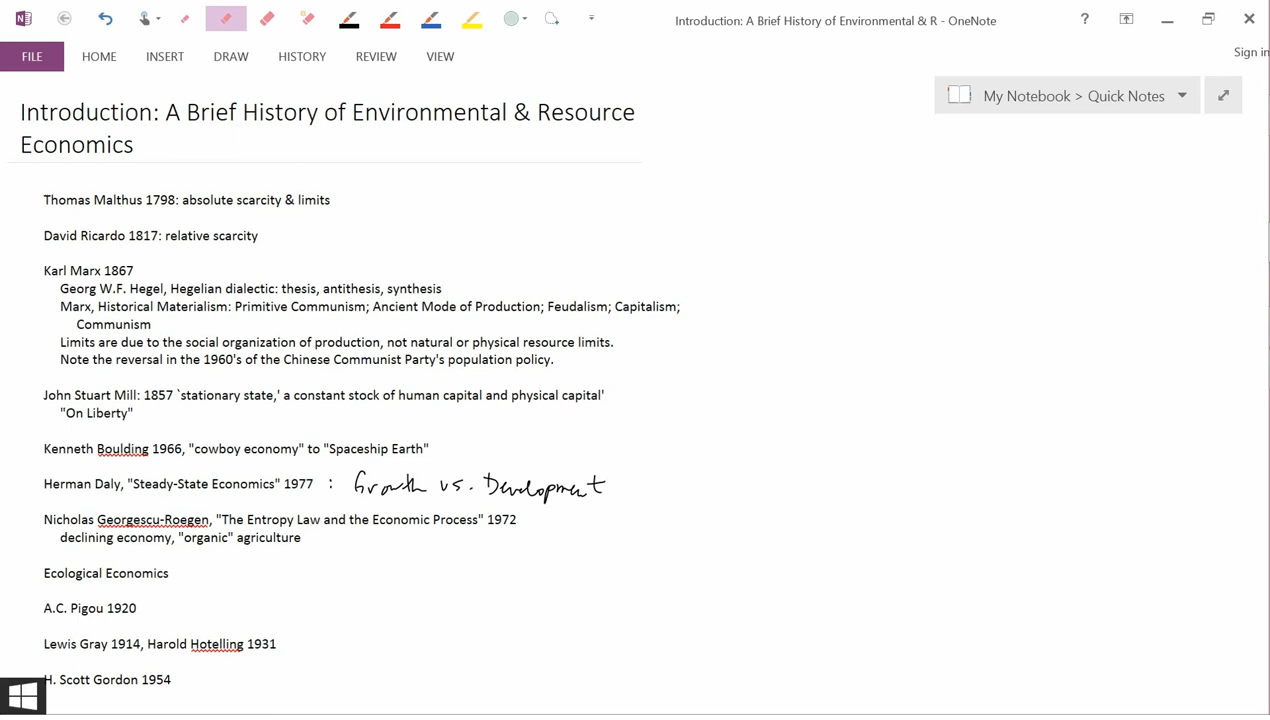 Introduction: A Brief History of Environmental & R - OneNote
?
FILE HOME INSERT DRAW HISTORY REVIEW VIEW
Sign in
My Notebook > Quick Notes
Introduction: A Brief History of Environmental & Resource
Economics
Thomas Malthus 1798: absolute scarcity & limits
David Ricardo 1817: relative scarcity
Karl Marx 1867
Georg W.F. Hegel, Hegelian dialectic: thesis, antithesis, synthesis
Marx, Historical Materialism: Primitive Communism; Ancient Mode of Production; Feudalism; Capitalism;
Communism
Limits are due to the social organization of production, not natural or physical resource limits.
Note the reversal in the 1960's of the Chinese Communist Party's population policy.
John Stuart Mill: 1857 `stationary state,' a constant stock of human capital and physical capital'
"On Liberty"
Kenneth Boulding 1966, "cowboy economy" to "Spaceship Earth"
Herman Daly, "Steady-State Economics" 1977 : Growth vs. Development
Nicholas Georgescu-Roegen, "The Entropy Law and the Economic Process" 1972
declining economy, "organic" agriculture
Ecological Economics
A.C. Pigou 1920
Lewis Gray 1914, Harold Hotelling 1931
H. Scott Gordon 1954